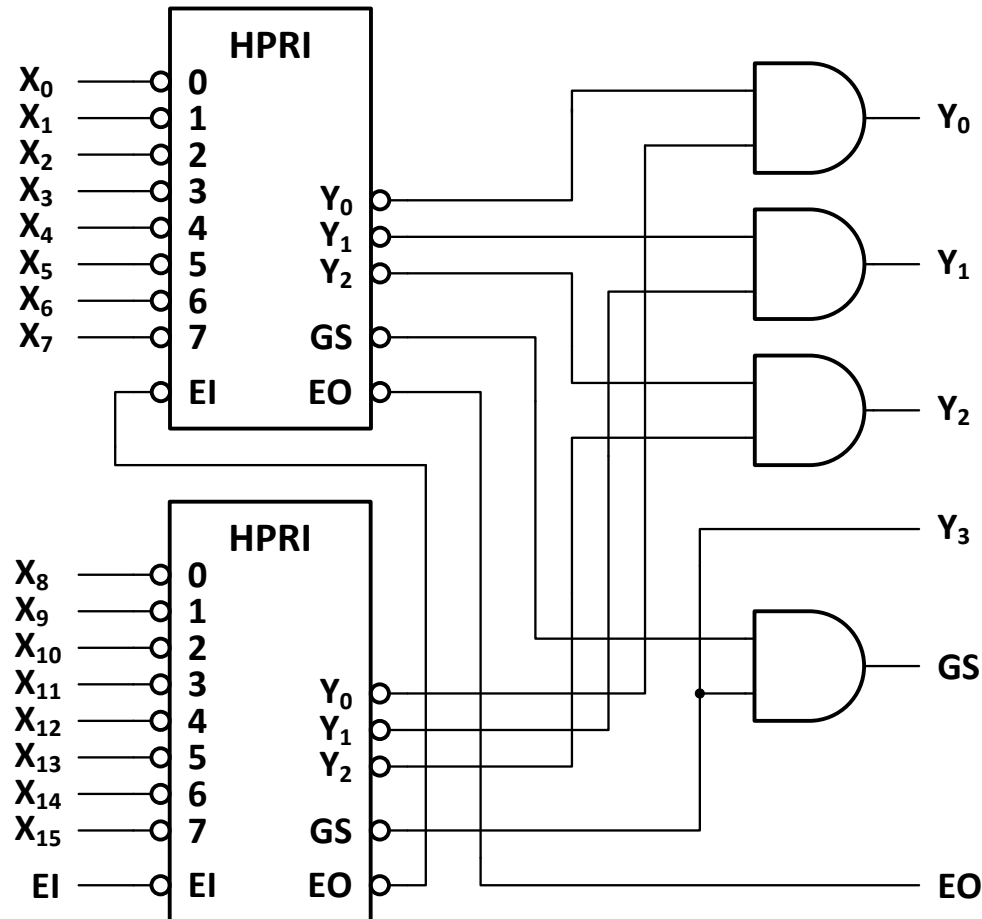 HPRI
X₀ 0
X₁ 1
X₂ 2
X₃ 3
X₄ 4
X₅ 5
X₆ 6
X₇ 7
EI
Y₀
Y₁
Y₂
GS
EO
HPRI
X₈ 0
X₉ 1
X₁₀ 2
X₁₁ 3
X₁₂ 4
X₁₃ 5
X₁₄ 6
X₁₅ 7
EI EI
Y₀
Y₁
Y₂
GS
EO
Y₀
Y₁
Y₂
Y₃
GS
EO